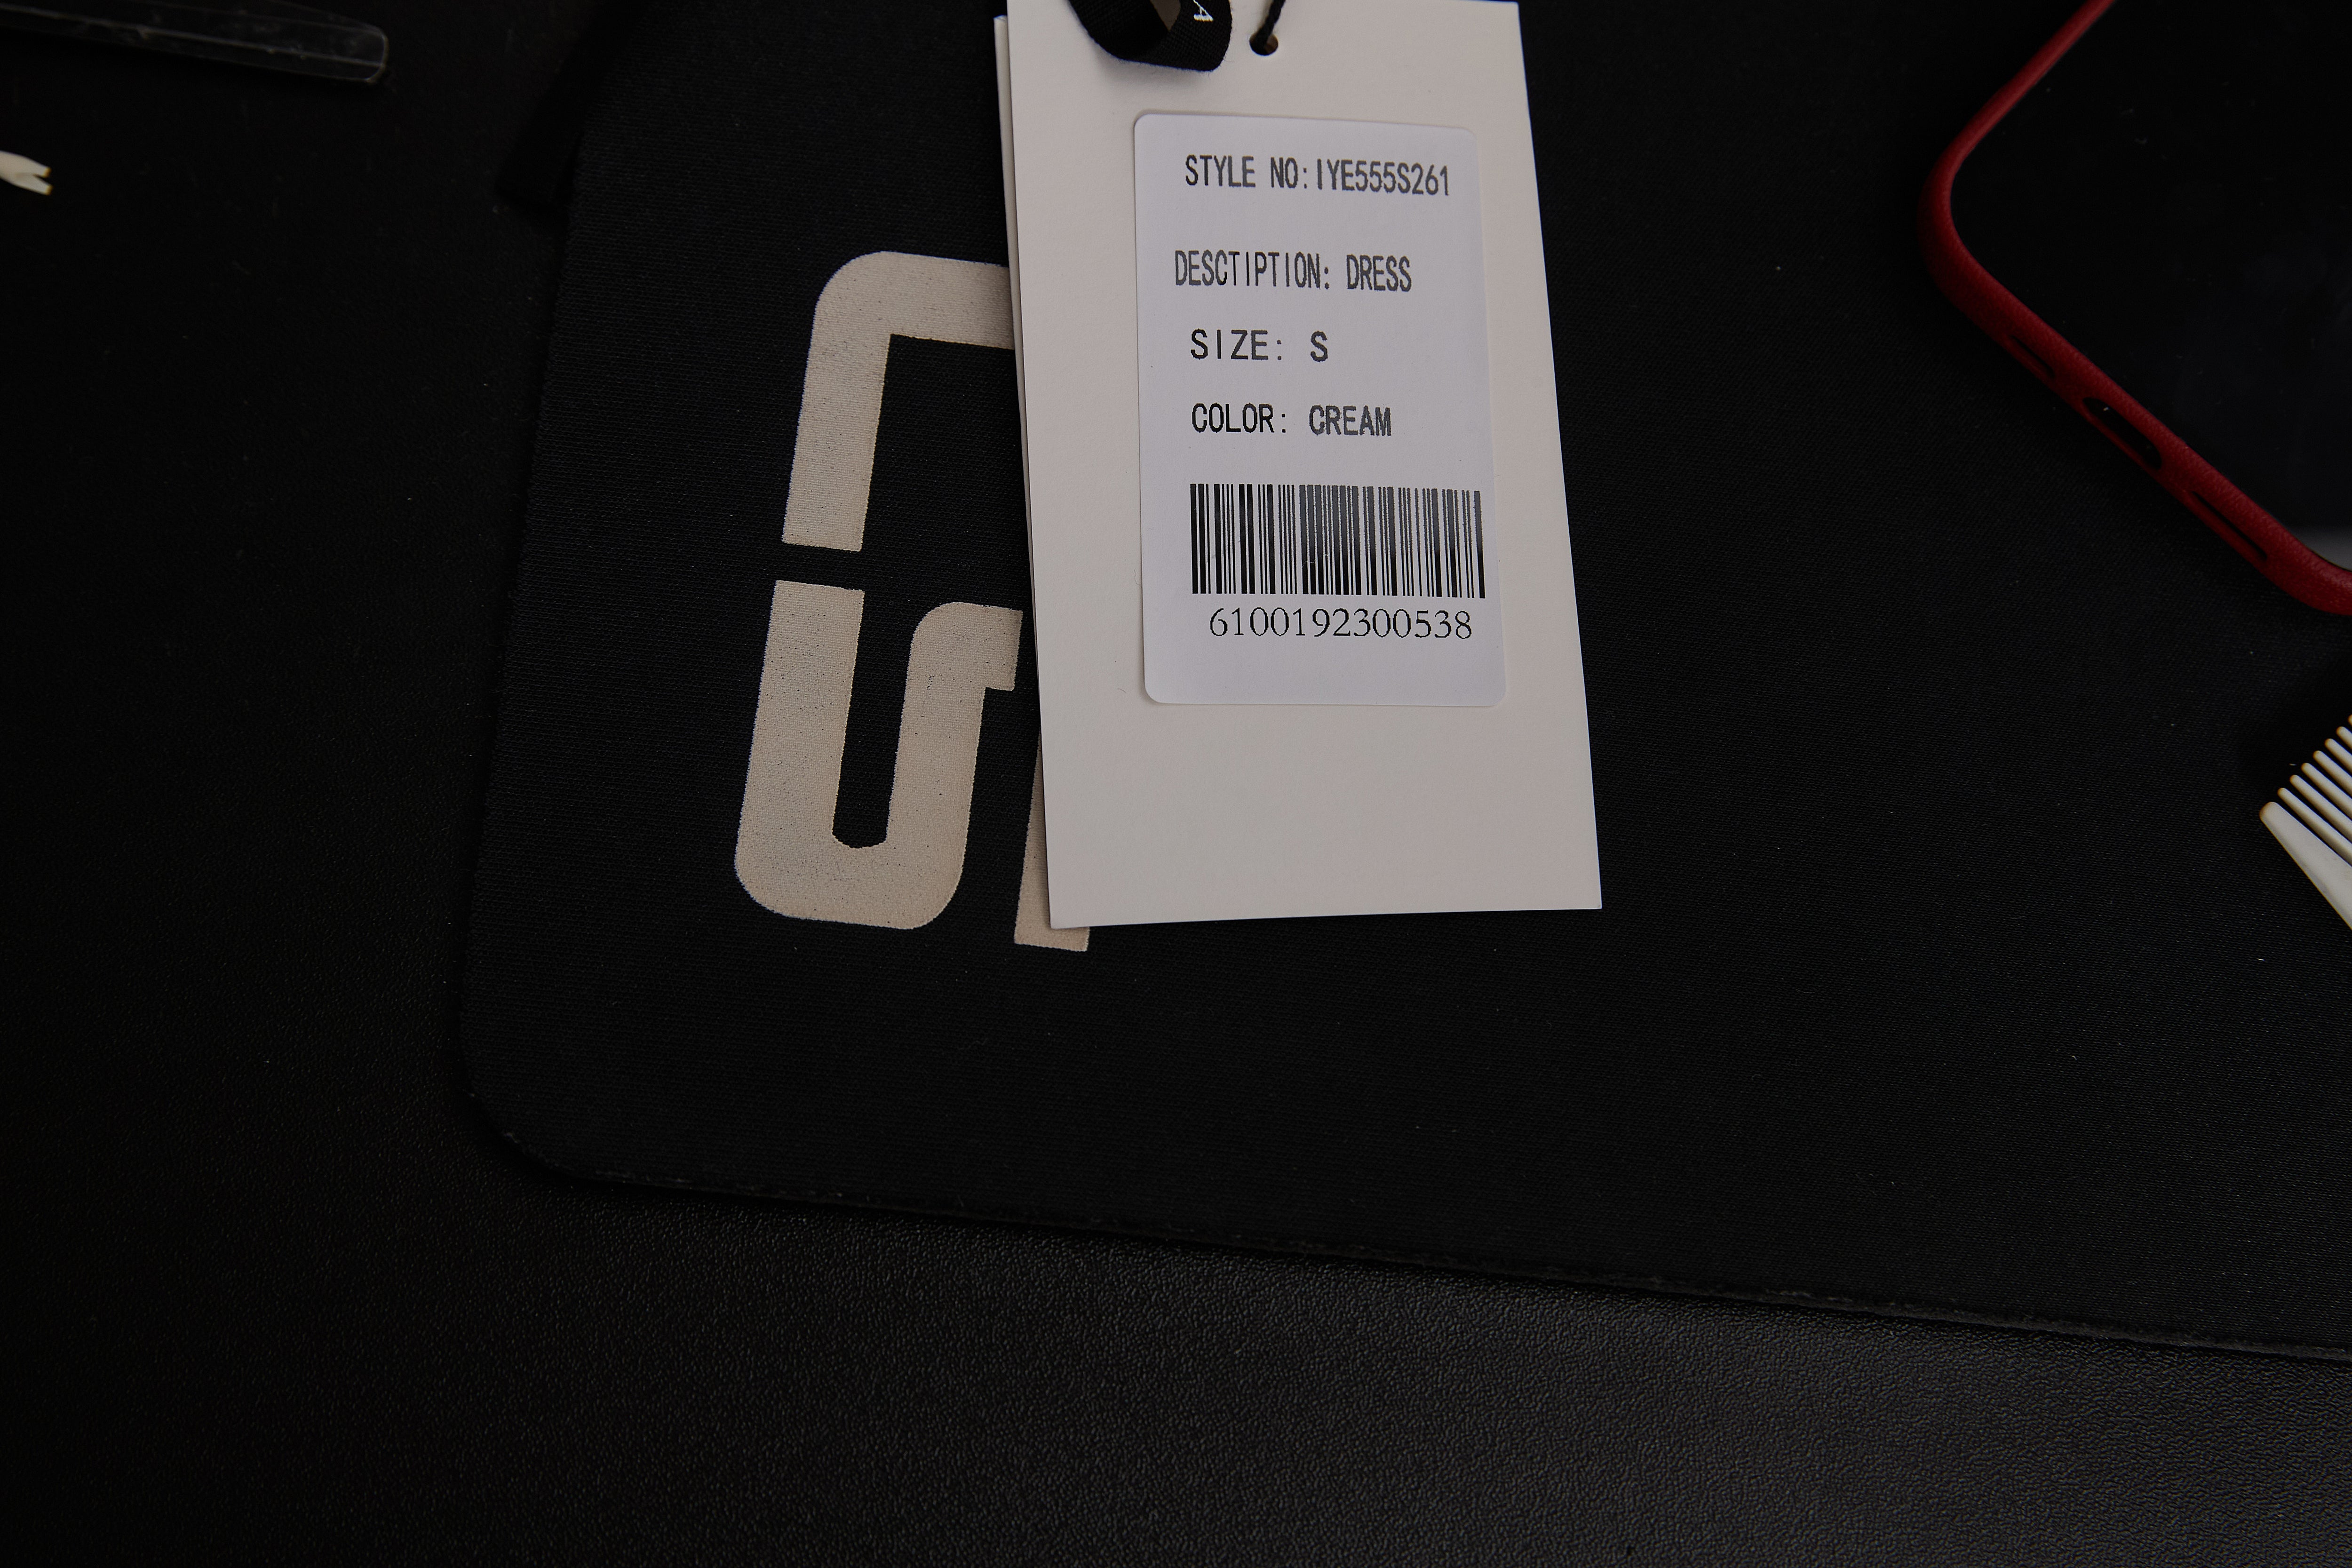 STYLE NO:IYE555S261
DESCTIPTION: DRESS
SIZE: S
COLOR: CREAM
6100192300538